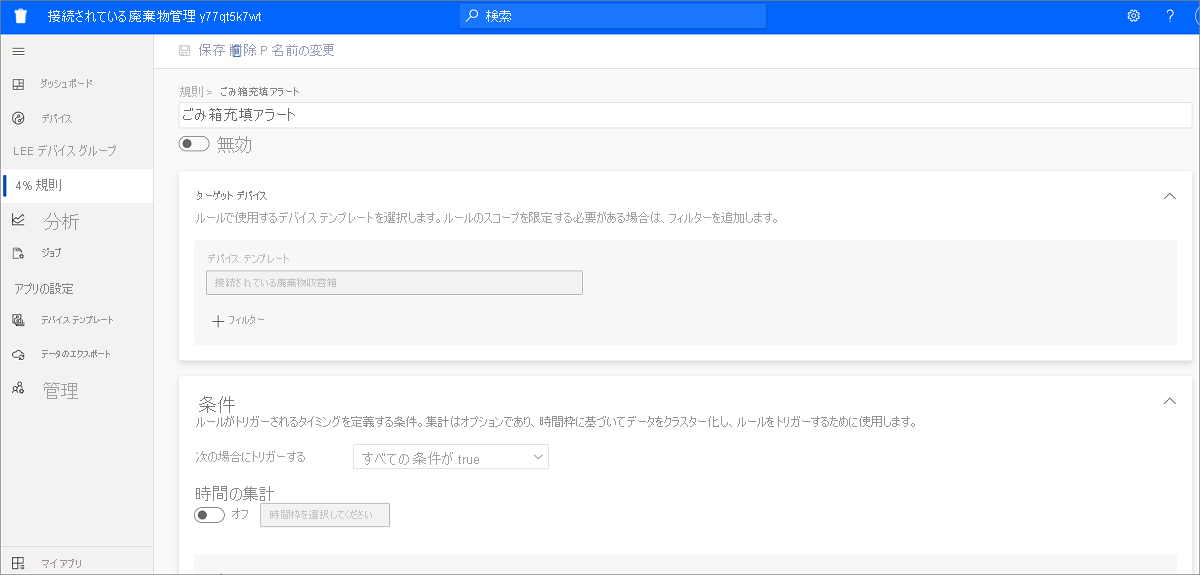 接続されている廃棄物管理 y77qt5k7wt
検索
?
保存 削除 P 名前の変更
ダッシュボード
デバイス
LEE デバイス グループ
4% 規則
分析
ジョブ
アプリの設定
デバイス テンプレート
データのエクスポート
管理
マイ アプリ
規則 > ごみ箱充填アラート
ごみ箱充填アラート
無効
ターゲット デバイス
ルールで使用するデバイス テンプレートを選択します。ルールのスコープを限定する必要がある場合は、フィルターを追加します。
デバイス テンプレート
接続されている廃棄物収容箱
+ フィルター
条件
ルールがトリガーされるタイミングを定義する条件。集計はオプションであり、時間枠に基づいてデータをクラスター化し、ルールをトリガーするために使用します。
次の場合にトリガーする
すべての 条件が true
時間の集計
オフ
時間枠を選択してください